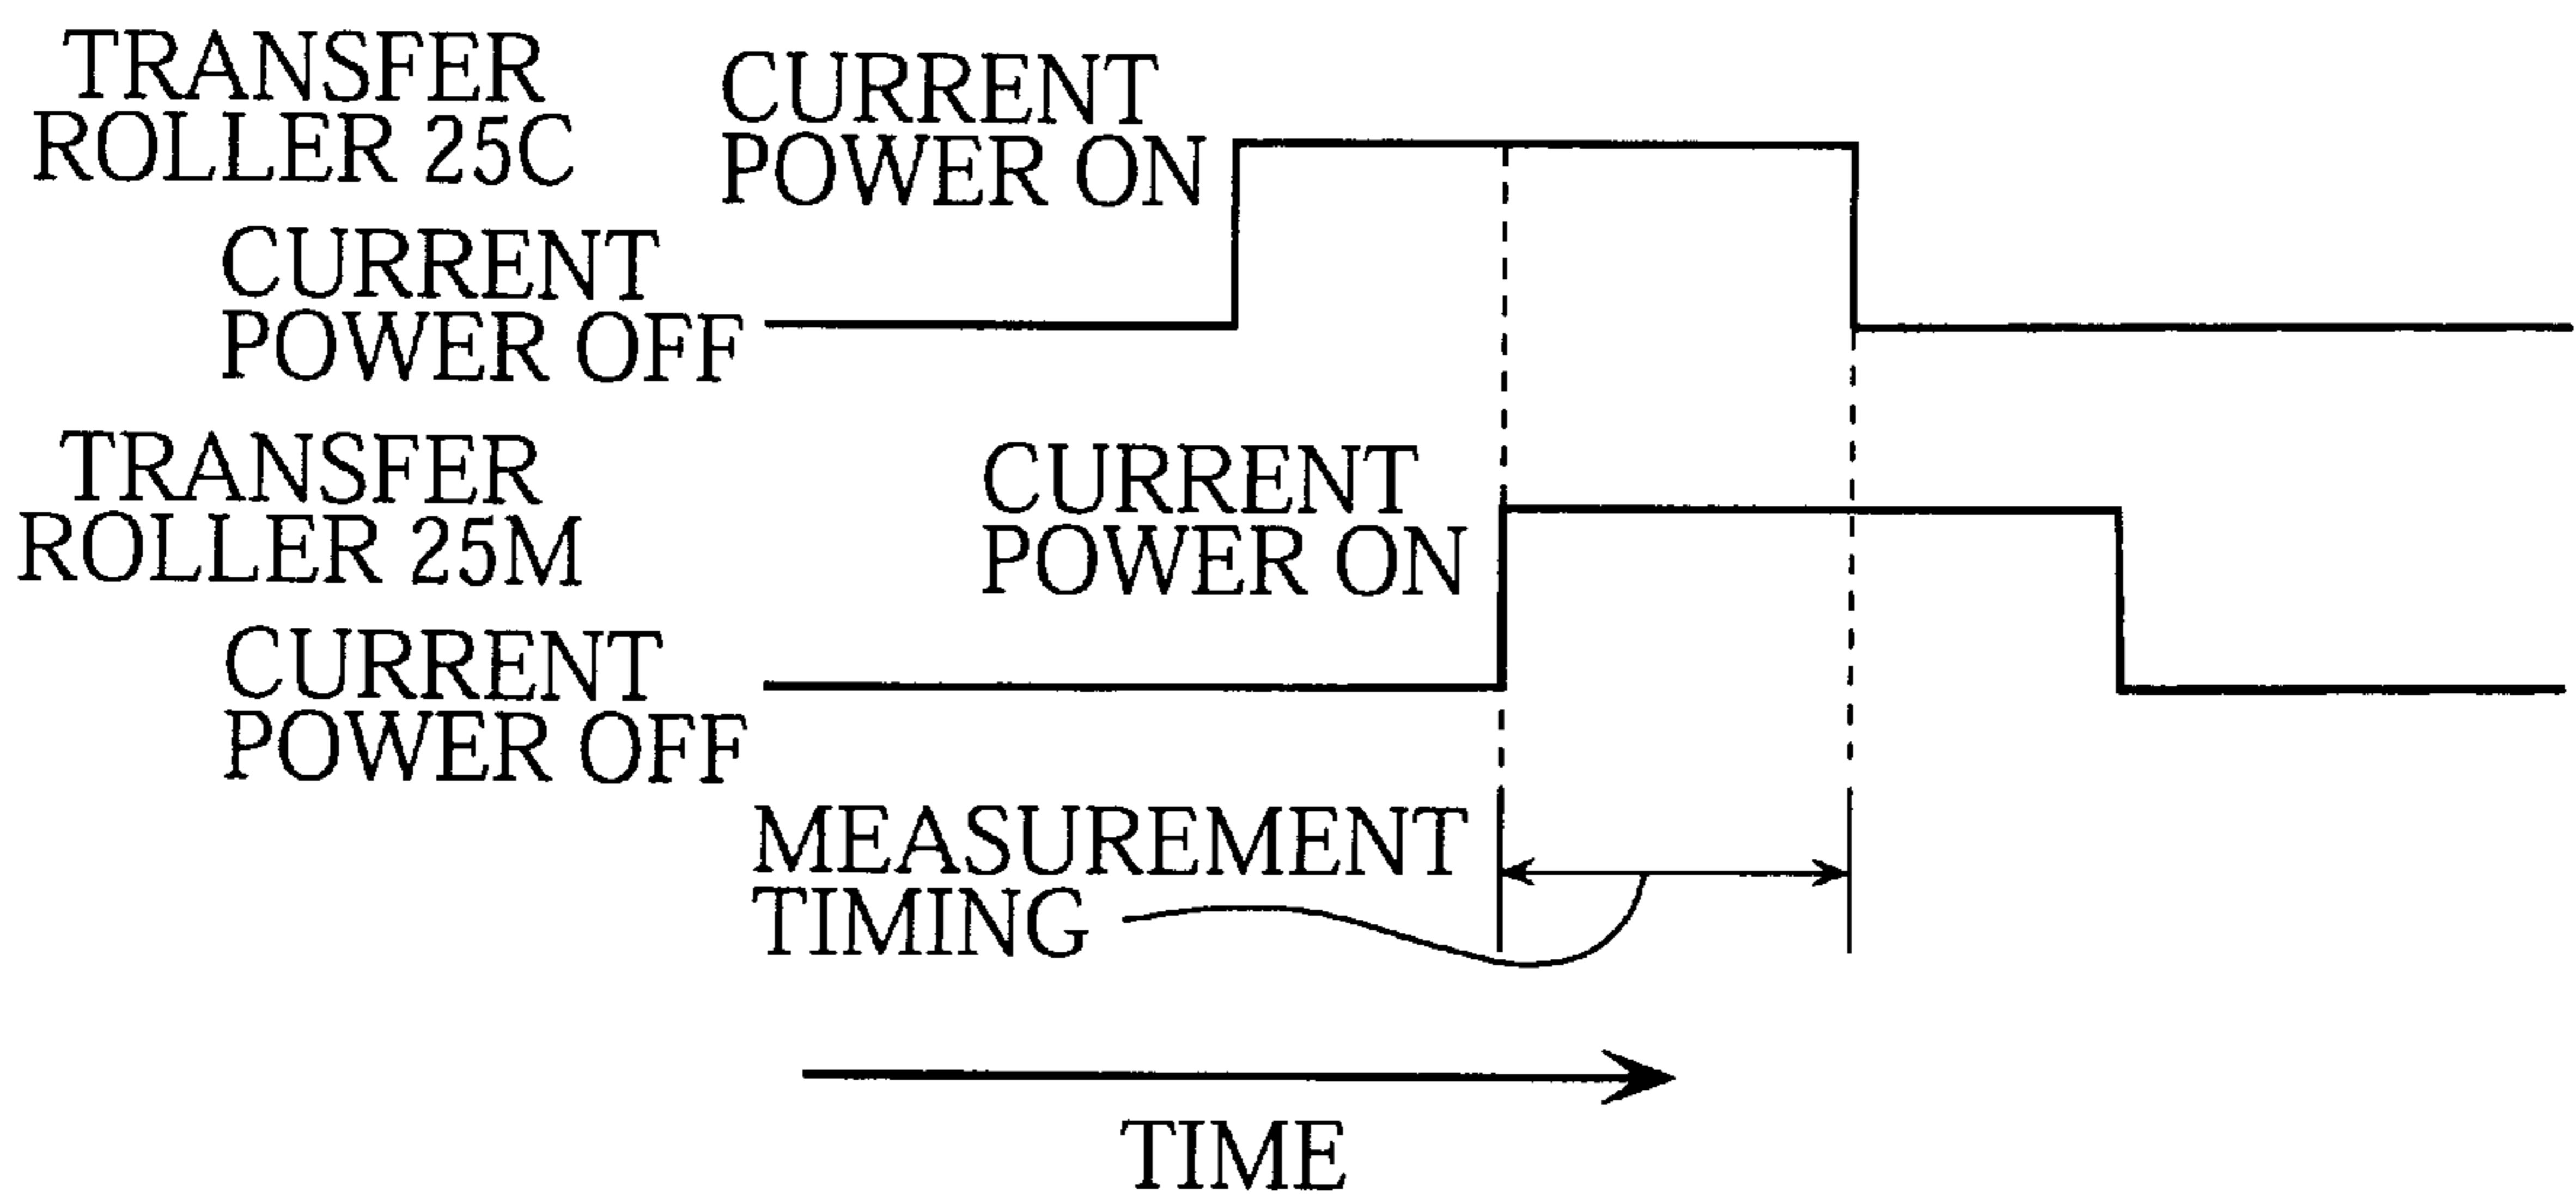 TRANSFER
ROLLER 25C
CURRENT
POWER ON
CURRENT
POWER OFF
TRANSFER
ROLLER 25M
CURRENT
POWER ON
CURRENT
POWER OFF
MEASUREMENT
TIMING
TIME